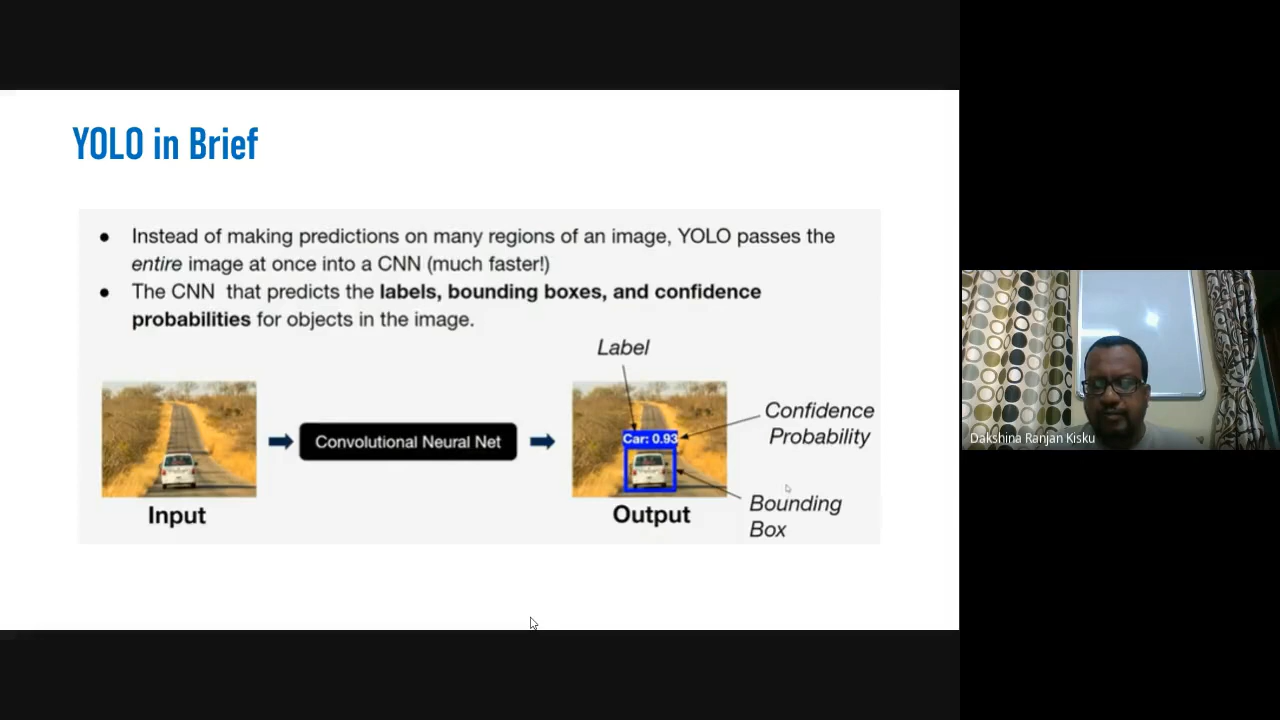 YOLO in Brief
● Instead of making predictions on many regions of an image, YOLO passes the
entire image at once into a CNN (much faster!)
● The CNN that predicts the labels, bounding boxes, and confidence
probabilities for objects in the image.
Label
Confidence
Probability
Car: 0.93
Convolutional Neural Net
Bounding
Box
Input
Output
Dakshina Ranjan Kisku